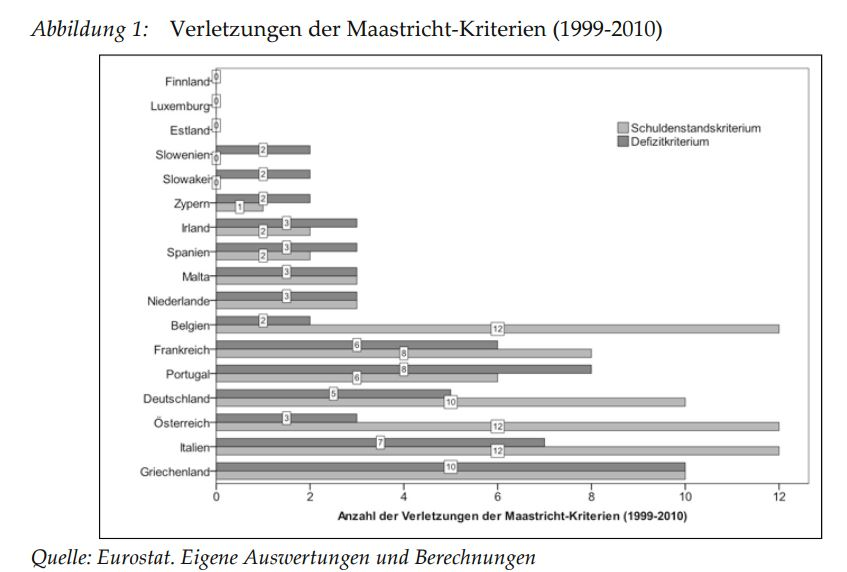 Abbildung 1: Verletzungen der Maastricht-Kriterien (1999-2010)
Finnland 0
Luxemburg 0
Estland 0
Slowenien 2 0
Slowakei 2 0
Zypern 2 1
Irland 3 2
Spanien 3 2
Malta 3
Niederlande 3
Belgien 2 12
Frankreich 6 8
Portugal 8 6
Deutschland 5 10
Österreich 3 12
Italien 7 12
Griechenland 10
Schuldenstandskriterium
Defizitkriterium
0 2 4 6 8 10 12
Anzahl der Verletzungen der Maastricht-Kriterien (1999-2010)
Quelle: Eurostat. Eigene Auswertungen und Berechnungen